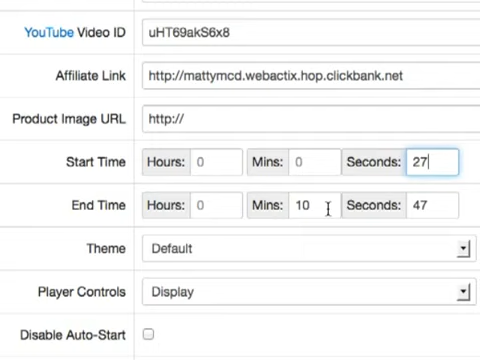 YouTube Video ID uHT69akS6x8
Affiliate Link http://mattymcd.webactix.hop.clickbank.net
Product Image URL http://
Start Time Hours: 0 Mins: 0 Seconds: 27
End Time Hours: 0 Mins: 10 Seconds: 47
Theme Default
Player Controls Display
Disable Auto-Start